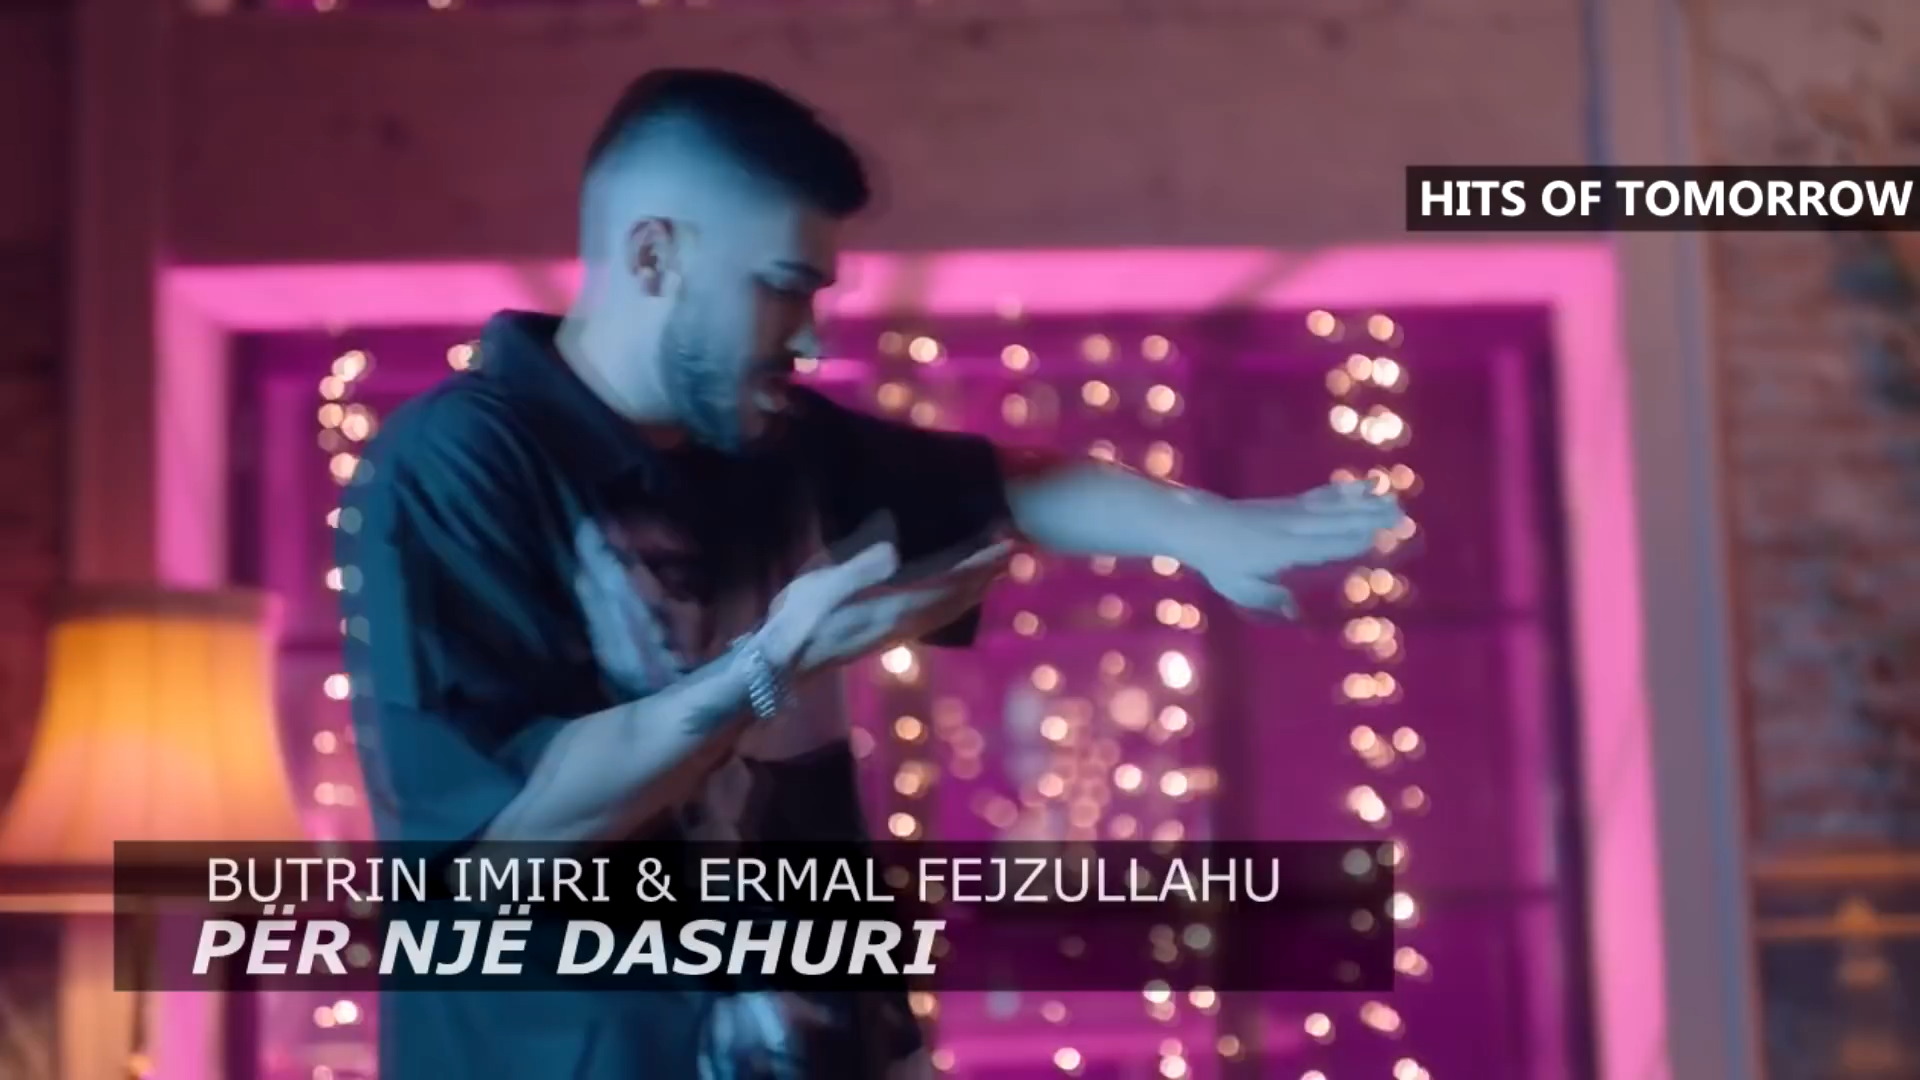 HITS OF TOMORROW
BUTRIN IMIRI & ERMAL FEJZULLAHU
PËR NJË DASHURI